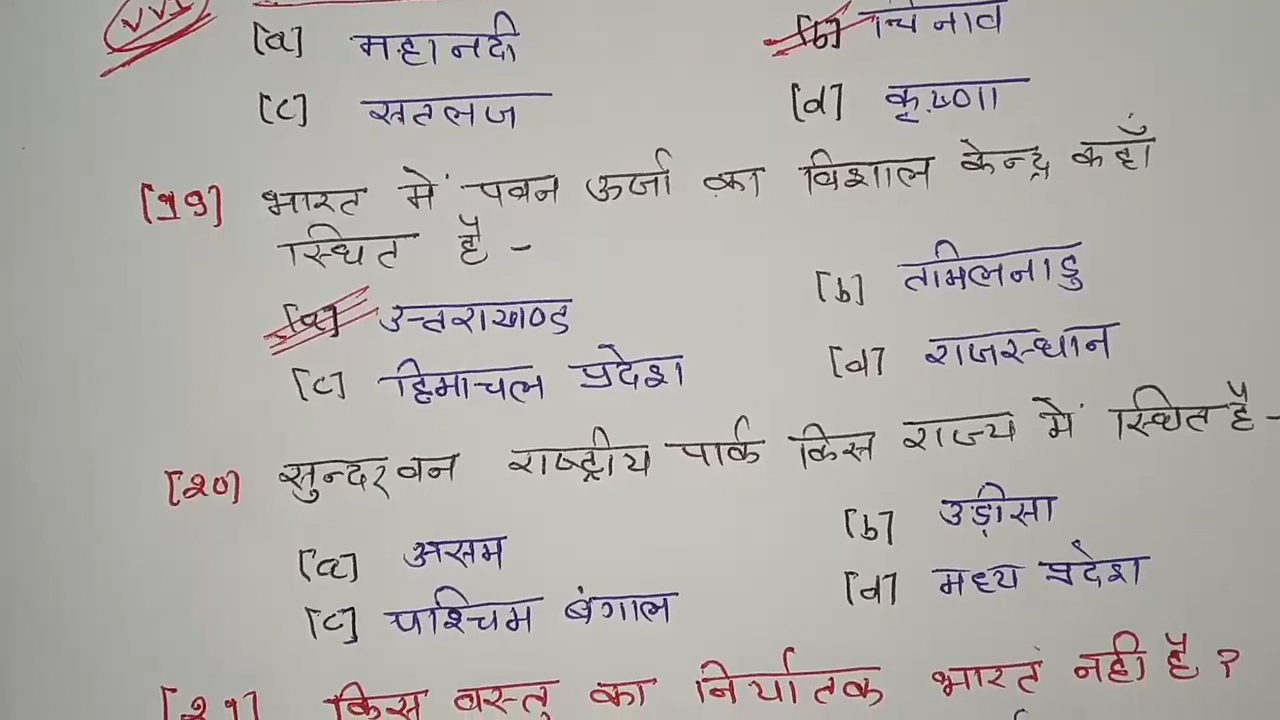 VVI
[a] महानदी [b] चिनाव
[c] सतलज [d] कृष्णा
[19] भारत में पवन ऊर्जा का विशाल केन्द्र कहाँ
स्थित है -
[a] उत्तराखण्ड [b] तमिलनाडु
[c] हिमाचल प्रदेश [d] राजस्थान
[20] सुन्दरवन राष्ट्रीय पार्क किस राज्य में स्थित है -
[a] असम [b] उड़ीसा
[c] पश्चिम बंगाल [d] मध्य प्रदेश
[21] किस वस्तु का निर्यातक भारत नही है ?